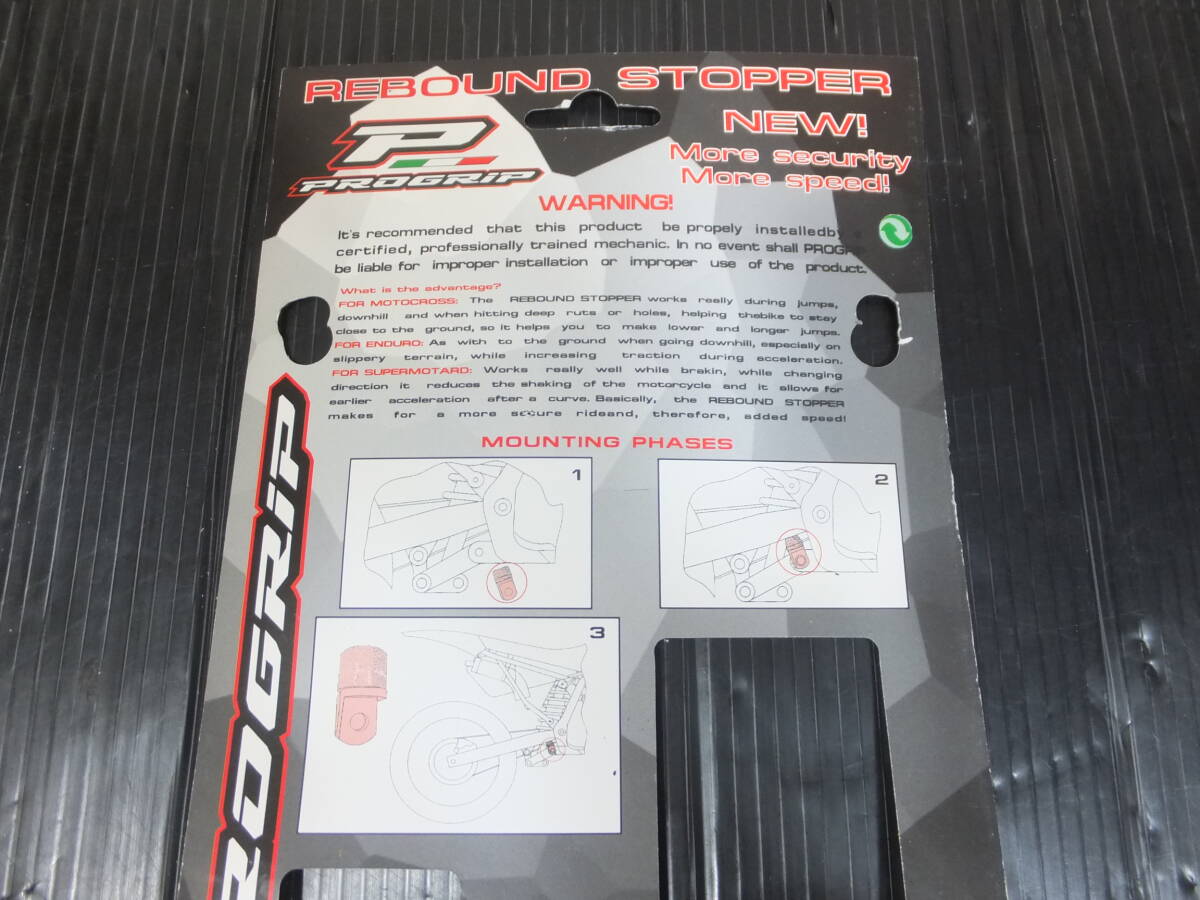 REBOUND STOPPER
P
PROGRIP
NEW!
More security
More speed!
WARNING!
It's recommended that this product be propely installedby
certified, professionally trained mechanic. In no event shall PROGRIP
be liable for improper installation or improper use of the product.
What is the advantage?
FOR MOTOCROSS: The REBOUND STOPPER works really during jumps,
downhill and when hitting deep ruts or holes, helping thebike to stay
close to the ground, so it helps you to make lower and longer jumps.
FOR ENDURO: As with to the ground when going downhill, especially on
slippery terrain, while increasing traction during acceleration.
FOR SUPERMOTARD: Works really well while brakin, while changing
direction it reduces the shaking of the motorcycle and it allows for
earlier acceleration after a curve. Basically, the REBOUND STOPPER
makes for a more secure rideand, therefore, added speed!
MOUNTING PHASES
1
2
3
ROGRIP